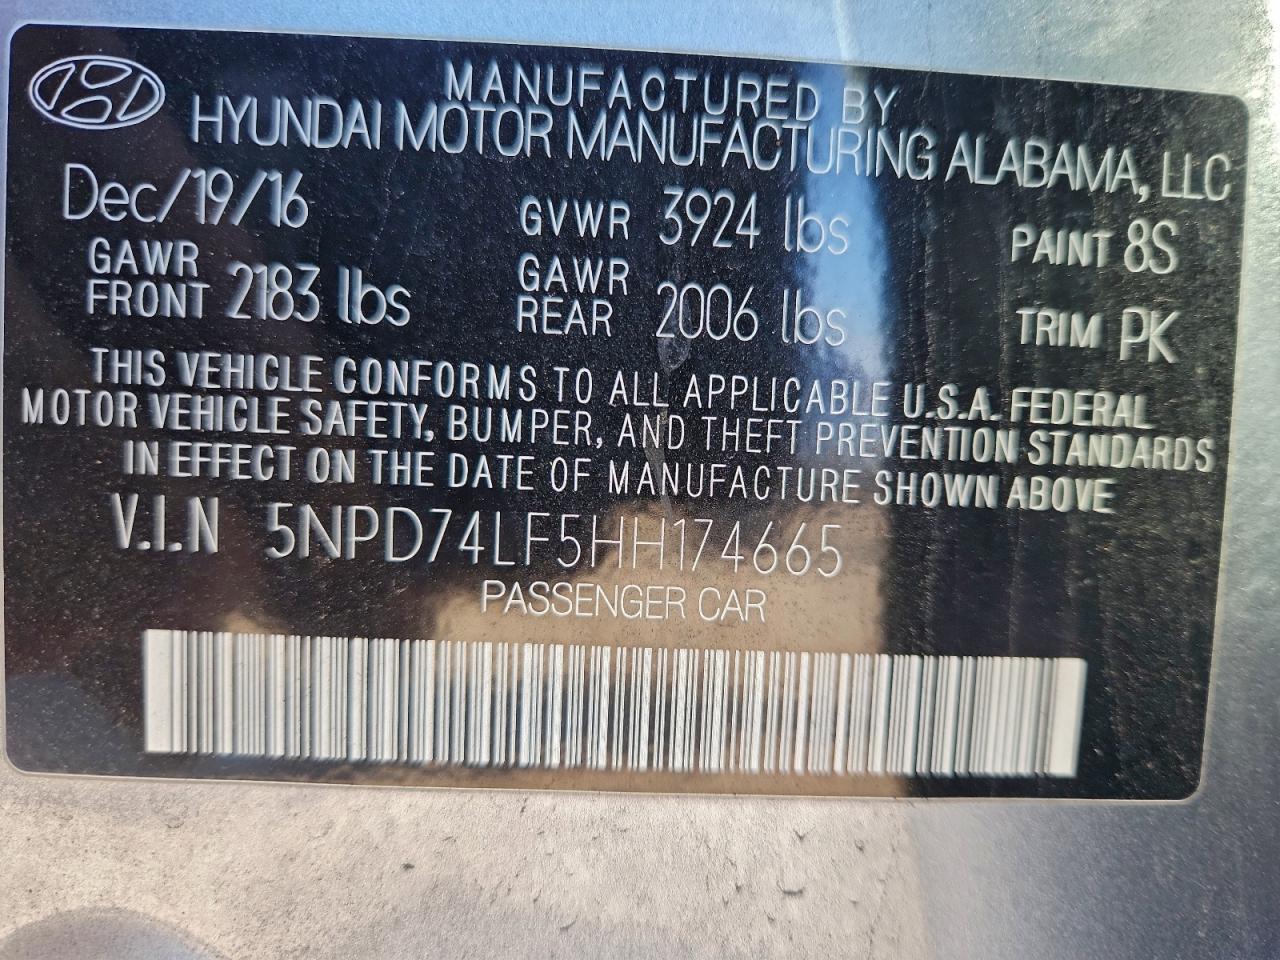 MANUFACTURED BY
HYUNDAI MOTOR MANUFACTURING ALABAMA, LLC
Dec/19/16 GVWR 3924 lbs PAINT 8S
GAWR FRONT 2183 lbs GAWR REAR 2006 lbs TRIM PK
THIS VEHICLE CONFORMS TO ALL APPLICABLE U.S.A. FEDERAL
MOTOR VEHICLE SAFETY, BUMPER, AND THEFT PREVENTION STANDARDS
IN EFFECT ON THE DATE OF MANUFACTURE SHOWN ABOVE
V.I.N 5NPD74LF5HH174665
PASSENGER CAR